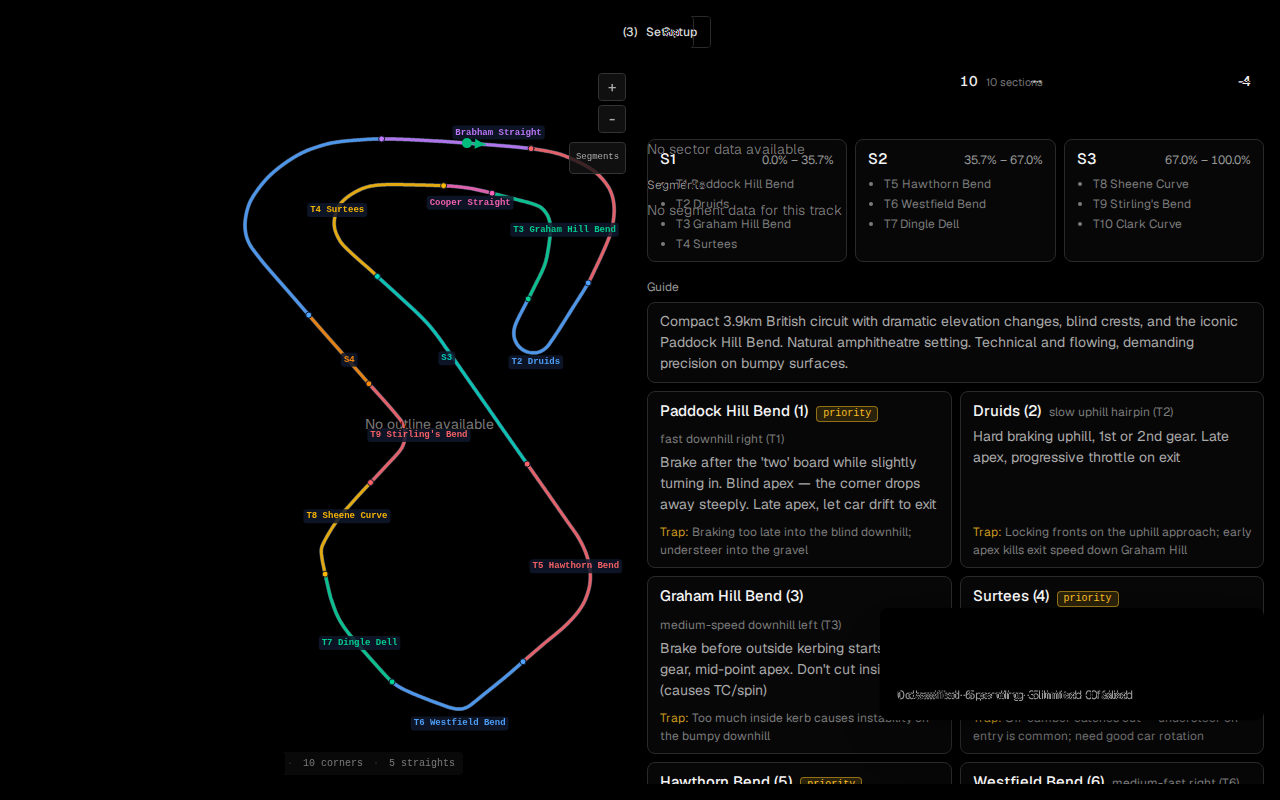 (3)
10 10 sections
-4
+
-
Segments
Brabham Straight
T4 Surtees
Cooper Straight
T3 Graham Hill Bend
T2 Druids
S4
S3
No outline available
T9 Stirling's Bend
T8 Sheene Curve
T5 Hawthorn Bend
T7 Dingle Dell
T6 Westfield Bend
· 10 corners · 5 straights
No sector data available
S1 0.0% – 35.7%
Segments
T1 Paddock Hill Bend
T2 Druids
No segment data for this track
T3 Graham Hill Bend
T4 Surtees
S2 35.7% – 67.0%
T5 Hawthorn Bend
T6 Westfield Bend
T7 Dingle Dell
S3 67.0% – 100.0%
T8 Sheene Curve
T9 Stirling's Bend
T10 Clark Curve
Guide
Compact 3.9km British circuit with dramatic elevation changes, blind crests, and the iconic
Paddock Hill Bend. Natural amphitheatre setting. Technical and flowing, demanding
precision on bumpy surfaces.
Paddock Hill Bend (1) priority
fast downhill right (T1)
Brake after the 'two' board while slightly
turning in. Blind apex — the corner drops
away steeply. Late apex, let car drift to exit
Trap: Braking too late into the blind downhill;
understeer into the gravel
Druids (2) slow uphill hairpin (T2)
Hard braking uphill, 1st or 2nd gear. Late
apex, progressive throttle on exit
Trap: Locking fronts on the uphill approach; early
apex kills exit speed down Graham Hill
Graham Hill Bend (3)
medium-speed downhill left (T3)
Brake before outside kerbing starts
gear, mid-point apex. Don't cut insi
(causes TC/spin)
Trap: Too much inside kerb causes instability on
the bumpy downhill
Surtees (4) priority
entry is common; need good car rotation
Hawthorn Bend (5) priority
Westfield Bend (6) medium-fast right (T6)